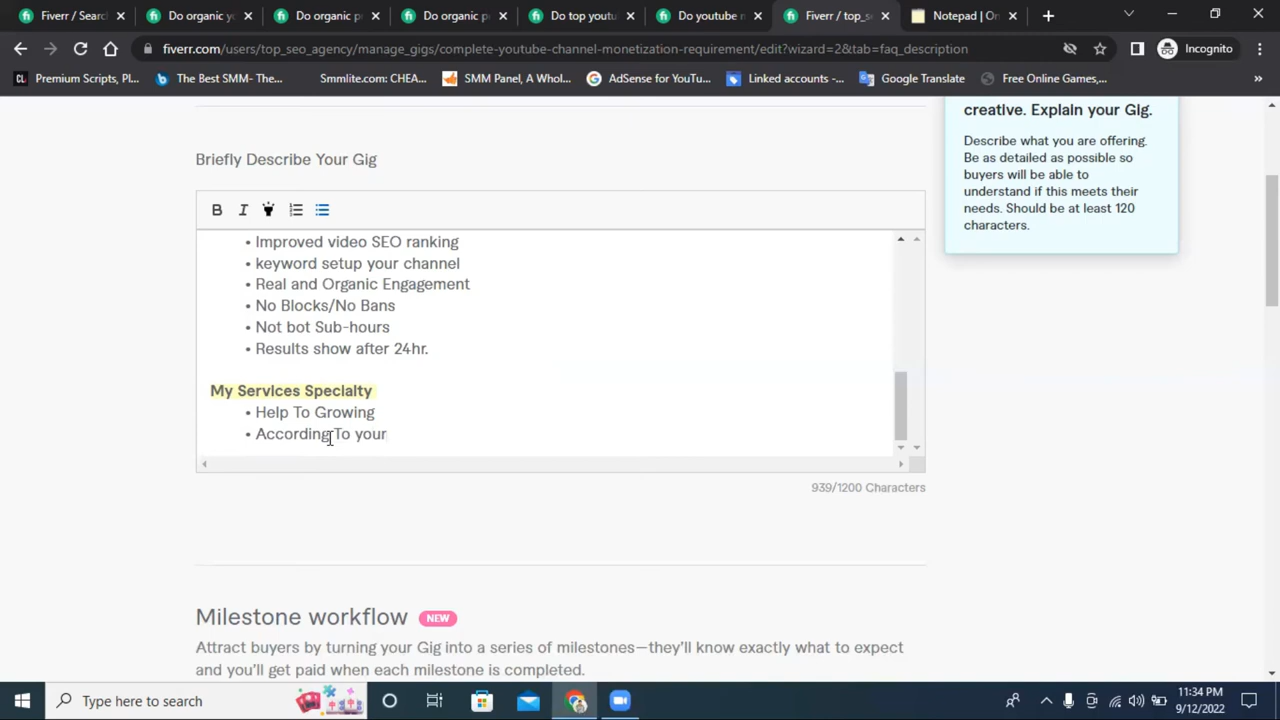 Fiverr / Searc
Do organic yo
Do organic p
Do organic p
Do top youtu
Do youtube m
Fiverr / top_se
Notepad | On
fiverr.com/users/top_seo_agency/manage_gigs/complete-youtube-channel-monetization-requirement/edit?wizard=2&tab=faq_description
Incognito
Premium Scripts, Pl...
The Best SMM- The...
Smmlite.com: CHEA...
SMM Panel, A Whol...
AdSense for YouTu...
Linked accounts -...
Google Translate
Free Online Games,...
»
creative. Explain your Gig.
Describe what you are offering.
Be as detailed as possible so
buyers will be able to
understand if this meets their
needs. Should be at least 120
characters.
Briefly Describe Your Gig
B I
• Improved video SEO ranking
• keyword setup your channel
• Real and Organic Engagement
• No Blocks/No Bans
• Not bot Sub-hours
• Results show after 24hr.
My Services Specialty
• Help To Growing
• According To your
939/1200 Characters
Milestone workflow NEW
Attract buyers by turning your Gig into a series of milestones—they'll know exactly what to expect
and you'll get paid when each milestone is completed.
Type here to search
11:34 PM
9/12/2022